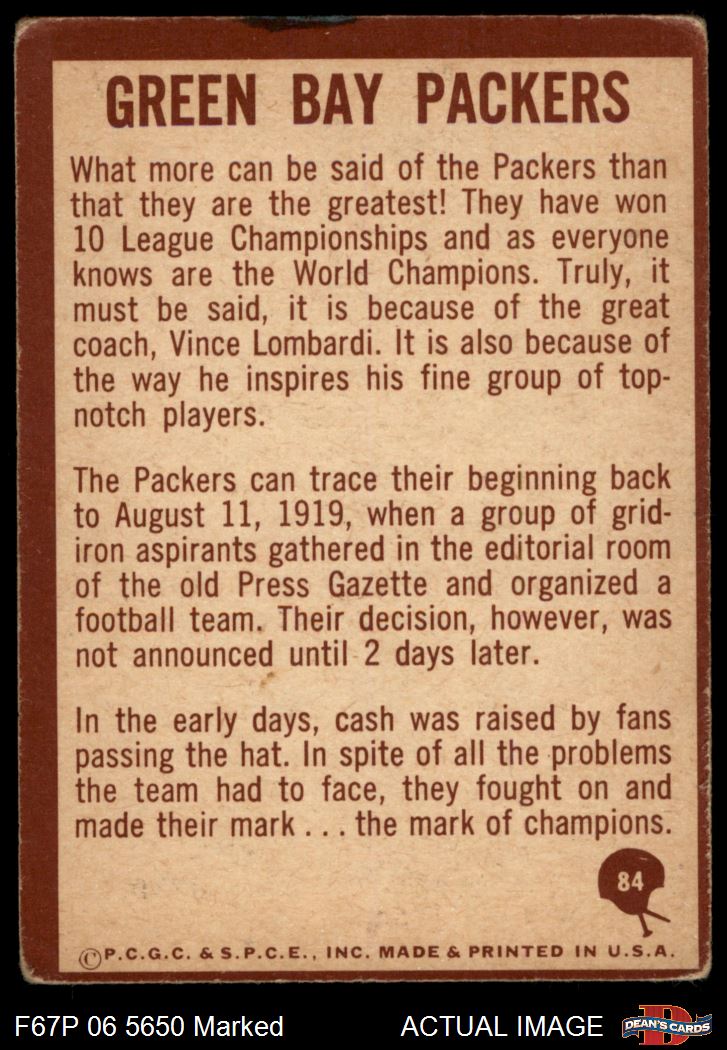 GREEN BAY PACKERS
What more can be said of the Packers than
that they are the greatest! They have won
10 League Championships and as everyone
knows are the World Champions. Truly, it
must be said, it is because of the great
coach, Vince Lombardi. It is also because of
the way he inspires his fine group of top-
notch players.
The Packers can trace their beginning back
to August 11, 1919, when a group of grid-
iron aspirants gathered in the editorial room
of the old Press Gazette and organized a
football team. Their decision, however, was
not announced until 2 days later.
In the early days, cash was raised by fans
passing the hat. In spite of all the problems
the team had to face, they fought on and
made their mark . . . the mark of champions.
84
©P.C.G.C. & S.P.C.E., INC. MADE & PRINTED IN U.S.A.
F67P 06 5650 Marked ACTUAL IMAGE
D
DEAN'S CARDS